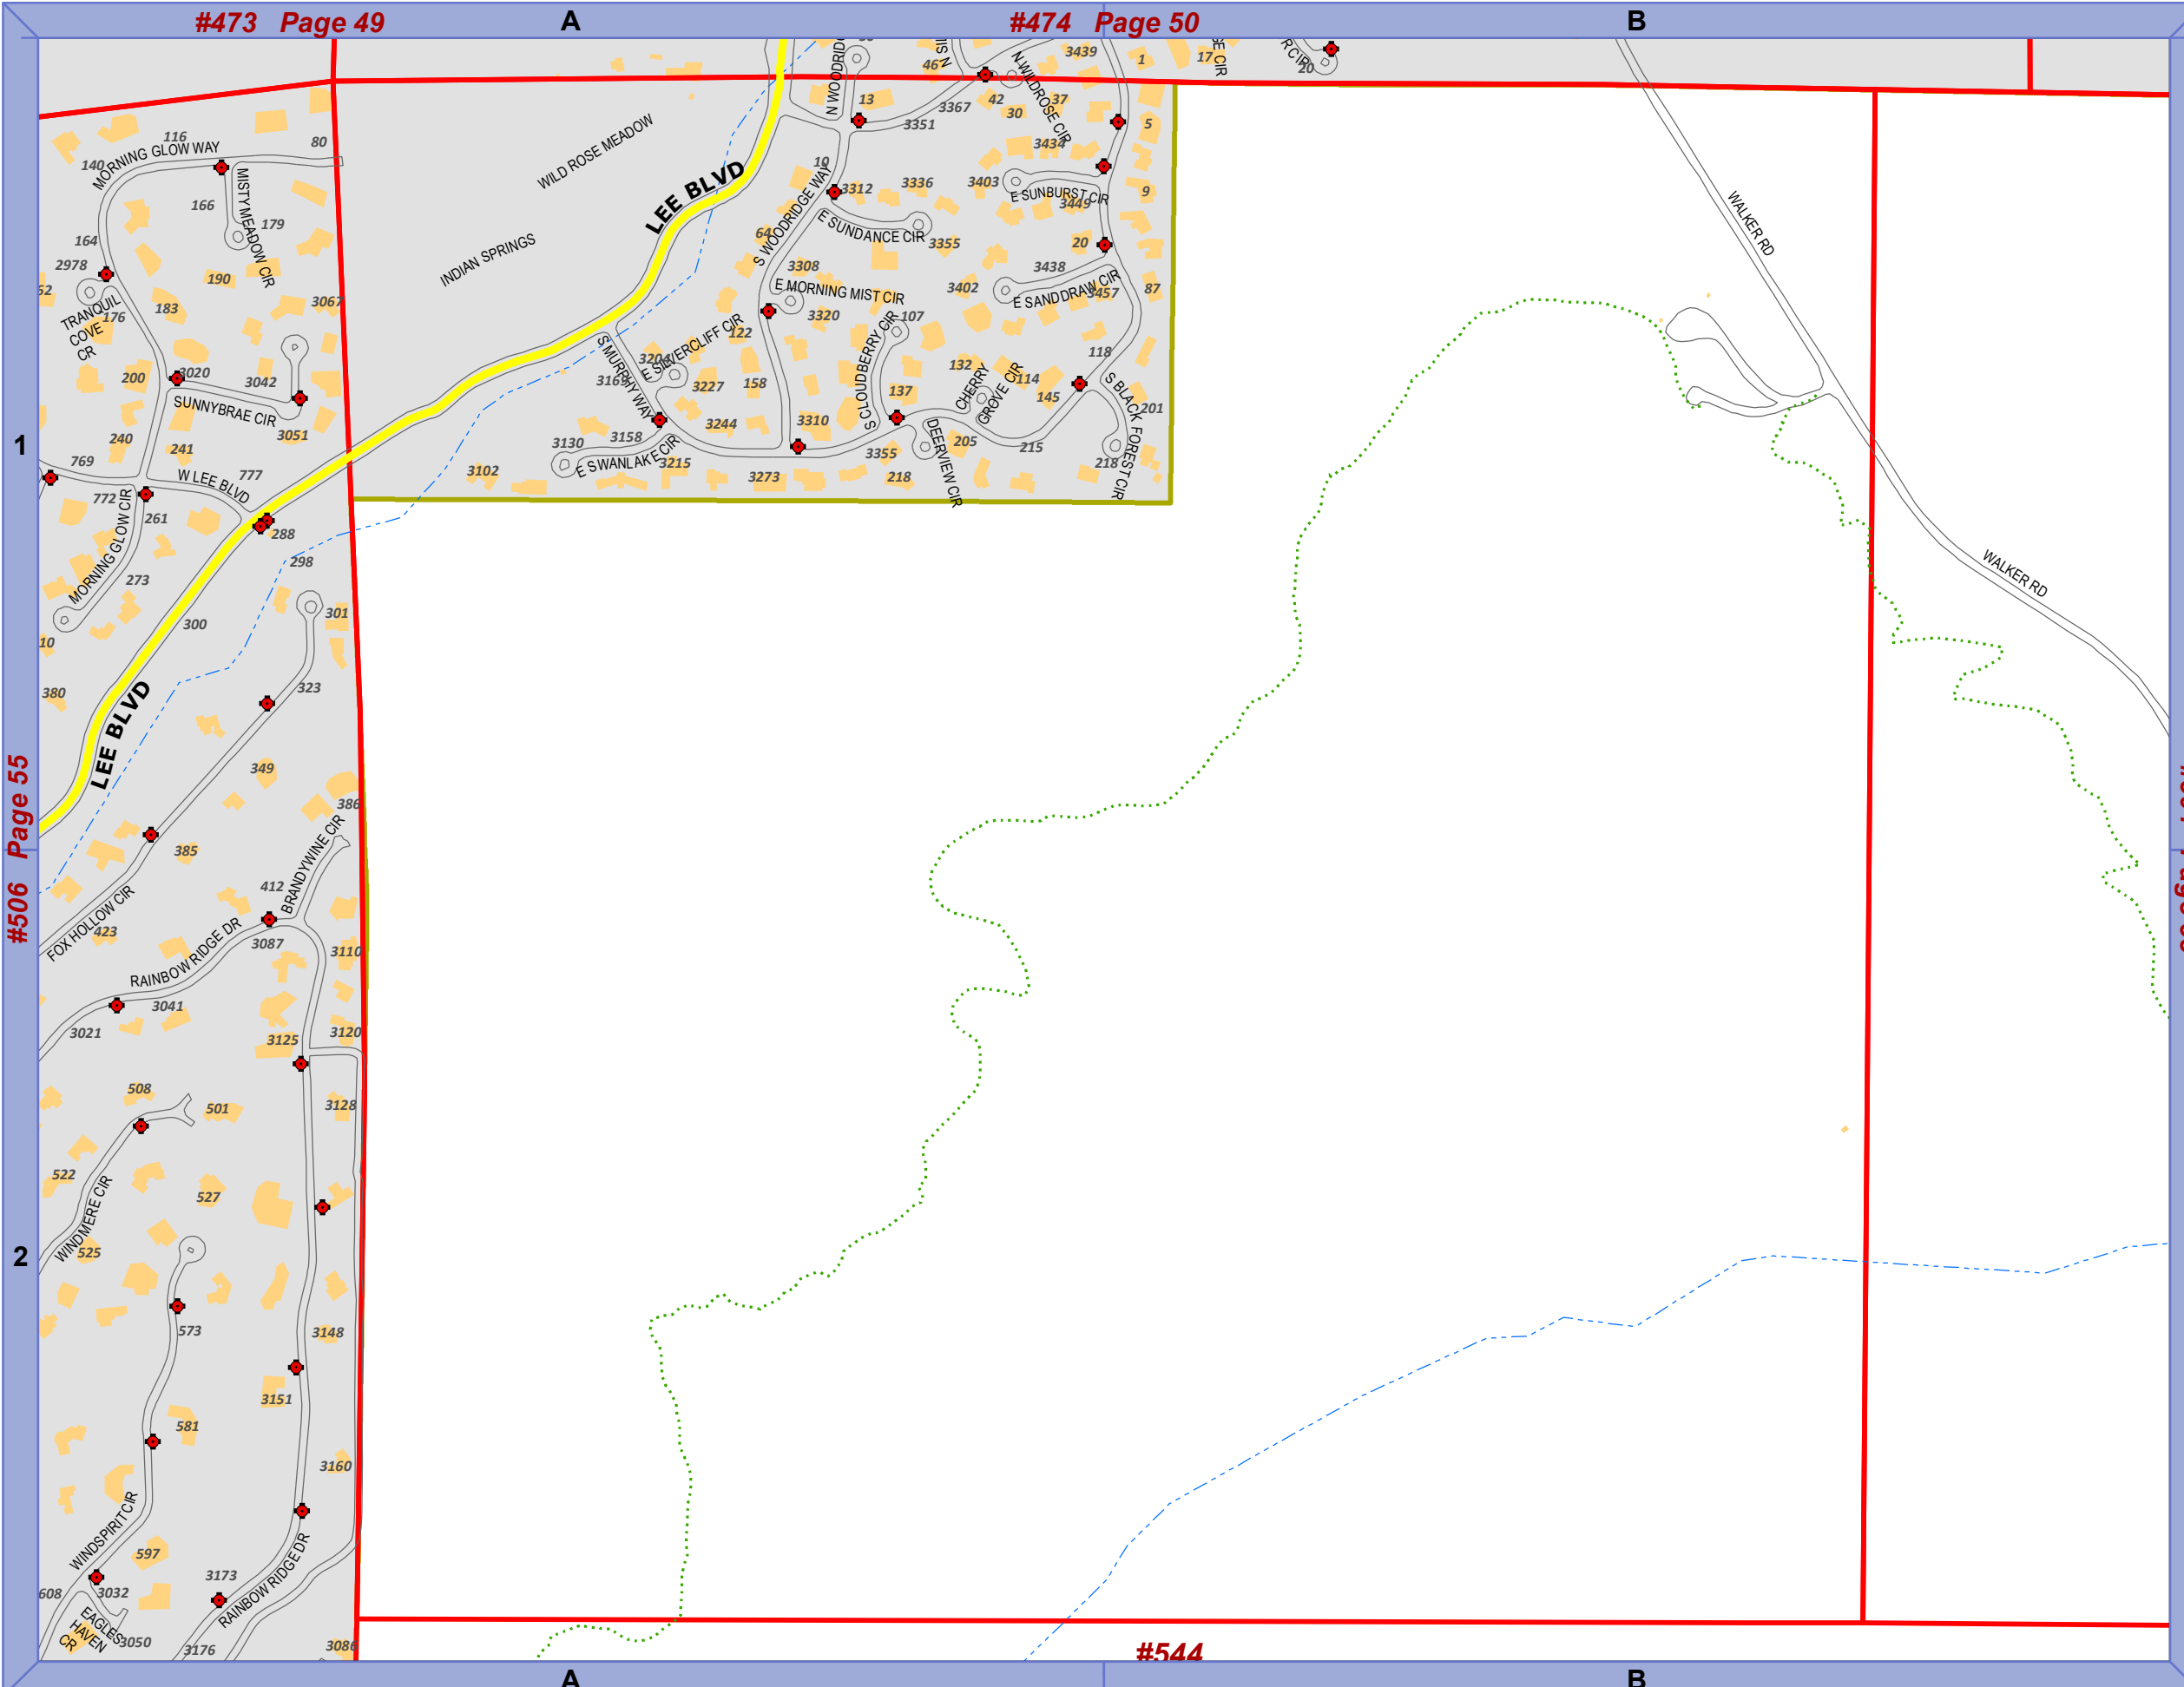 #473 Page 49
A
#474 Page 50
B
1
2
#506 Page 55
#544
A
B
MORNING GLOW WAY
MISTY MEADOW CIR
TRANQUIL
COVE
CR
SUNNYBRAE CIR
W LEE BLVD
MORNING GLOW CIR
LEE BLVD
LEE BLVD
WILD ROSE MEADOW
INDIAN SPRINGS
N WOODRIDG
S WOODRIDGE WAY
N WILDROSE CIR
E SUNBURST CIR
E SUNDANCE CIR
E SANDDRAW CIR
E MORNING MIST CIR
E SILVERCLIFF CIR
S MURPHY WAY
E SWANLAKE CIR
S CLOUDBERRY CIR
CHERRY
GROVE CIR
DEERVIEW CIR
S BLACK FOREST CIR
GE CIR
R CIR
IS N
WALKER RD
WALKER RD
FOX HOLLOW CIR
BRANDYWINE CIR
RAINBOW RIDGE DR
WINDMERE CIR
WINDSPIRIT CIR
RAINBOW RIDGE DR
EAGLES
HAVEN
CR
116
80
140
166
179
164
2978
190
52
176
183
3067
200
3020
3042
3051
240
241
769
777
772
261
288
298
273
300
301
10
380
323
349
386
385
412
423
3087
3110
3041
3021
3125
3120
508
501
3128
522
527
525
573
3148
3151
581
3160
597
3173
608
3032
3050
3176
3086
46
3439
1
17
20
13
42
37
30
3367
3351
5
3434
10
3312
3336
3403
9
3449
64
3355
20
3308
3438
3402
3457
87
3320
107
122
118
3204
3169
3227
158
132
114
137
145
201
3244
3310
3130
3158
3215
3273
3355
205
215
218
218
3102